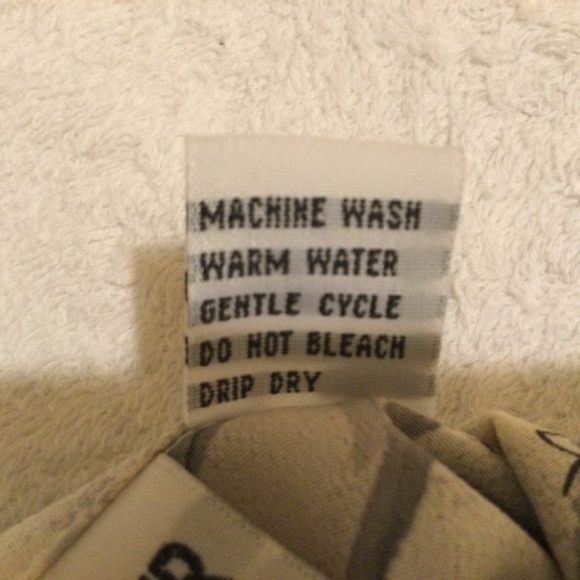 MACHINE WASH
WARM WATER
GENTLE CYCLE
DO NOT BLEACH
DRIP DRY